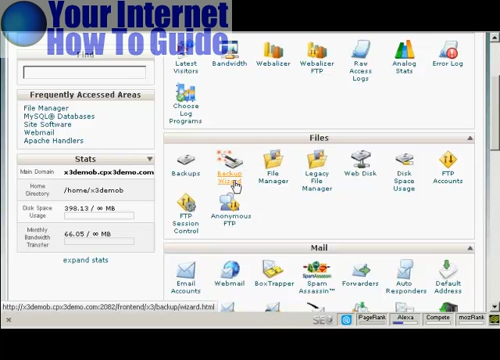 Your Internet
How To Guide
Find
Latest Visitors
Bandwidth
Webalizer
Webalizer FTP
Raw Access Logs
Analog Stats
Error Log
Choose Log Programs
Frequently Accessed Areas
File Manager
MySQL® Databases
Site Software
Webmail
Apache Handlers
Stats
Main Domain x3demob.cpx3demo.com
Home Directory /home/x3demob
Disk Space Usage 398.13 / ∞ MB
Monthly Bandwidth Transfer 66.05 / ∞ MB
expand stats
Files
Backups
Backup Wizard
File Manager
Legacy File Manager
Web Disk
Disk Space Usage
FTP Accounts
FTP Session Control
Anonymous FTP
Mail
Email Accounts
Webmail
BoxTrapper
SpamAssassin
Spam Assassin™
Forwarders
Auto Responders
Default Address
http://x3demob.cpx3demo.com:2082/frontend/x3/backup/wizard.html
PageRank
Alexa
Compete
mozRank